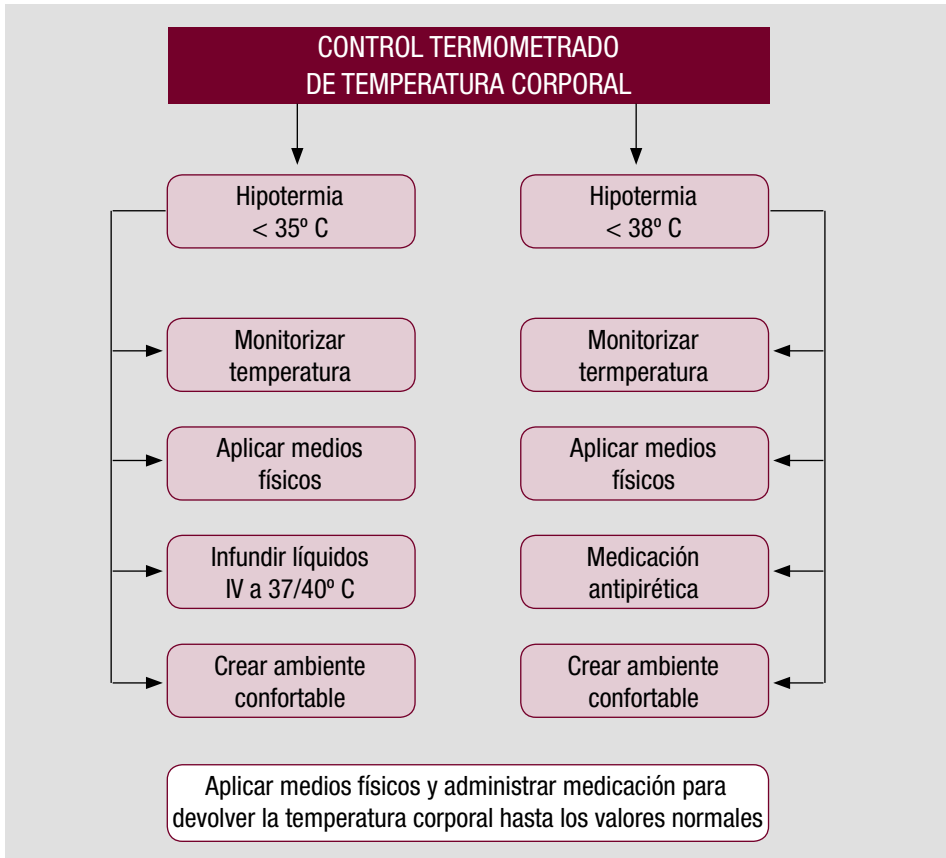 CONTROL TERMOMETRADO
DE TEMPERATURA CORPORAL
Hipotermia
< 35º C
Monitorizar
temperatura
Aplicar medios
físicos
Infundir líquidos
IV a 37/40º C
Crear ambiente
confortable
Hipotermia
< 38º C
Monitorizar
termperatura
Aplicar medios
físicos
Medicación
antipirética
Crear ambiente
confortable
Aplicar medios físicos y administrar medicación para
devolver la temperatura corporal hasta los valores normales